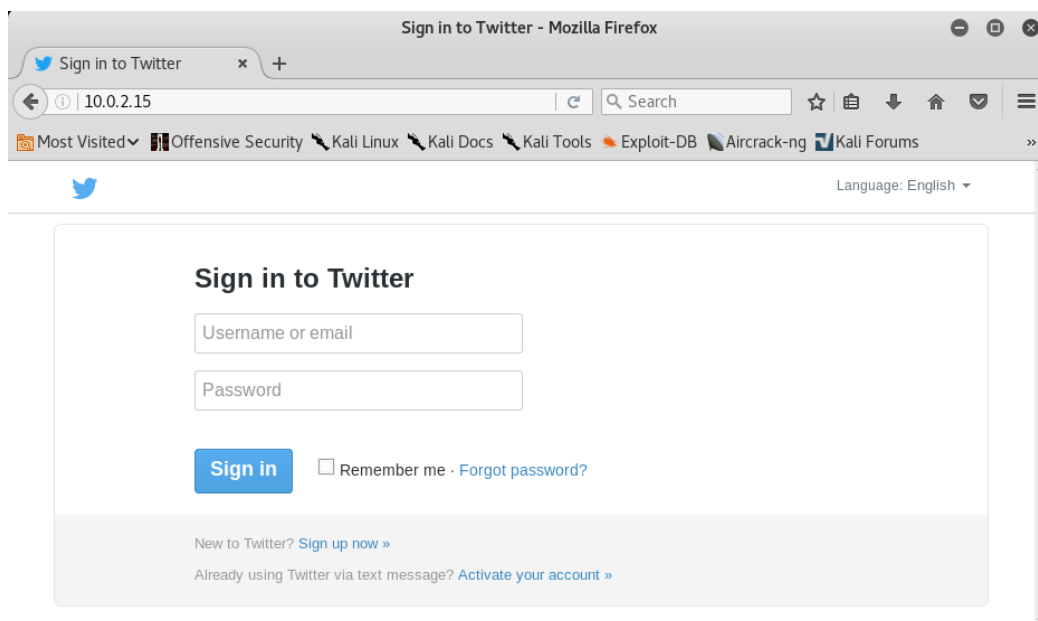 Sign in to Twitter - Mozilla Firefox
Sign in to Twitter × +
10.0.2.15 Search
Most Visited Offensive Security Kali Linux Kali Docs Kali Tools Exploit-DB Aircrack-ng Kali Forums »
Language: English
Sign in to Twitter
Username or email
Password
Sign in Remember me · Forgot password?
New to Twitter? Sign up now »
Already using Twitter via text message? Activate your account »